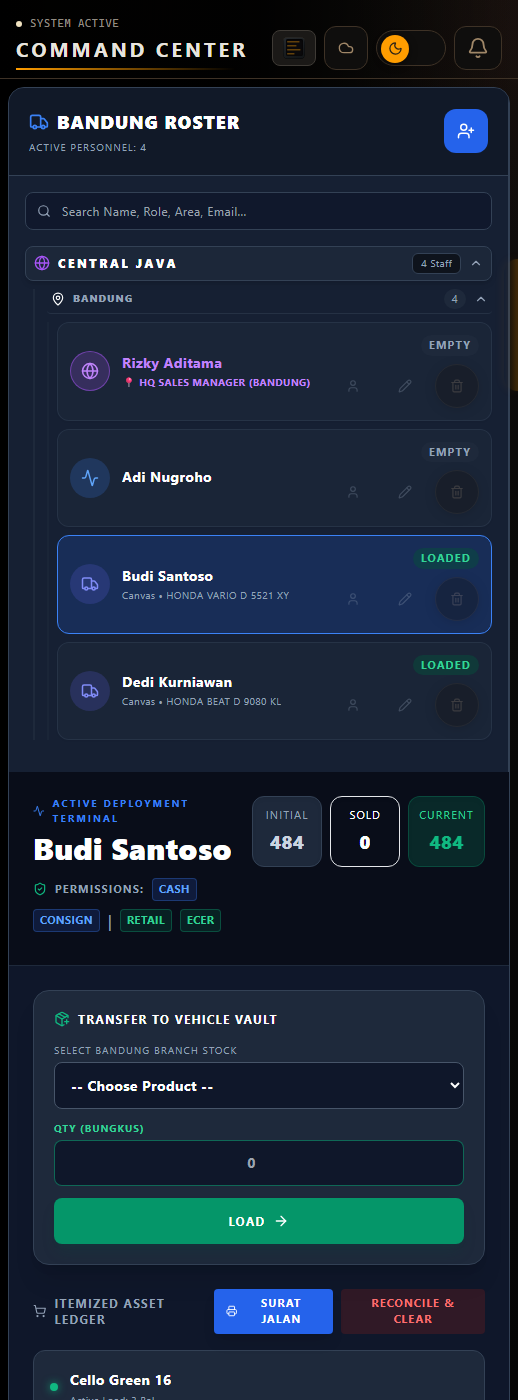 SYSTEM ACTIVE
COMMAND CENTER
BANDUNG ROSTER
ACTIVE PERSONNEL: 4
Search Name, Role, Area, Email...
CENTRAL JAVA
4 Staff
BANDUNG
4
EMPTY
Rizky Aditama
HQ SALES MANAGER (BANDUNG)
EMPTY
Adi Nugroho
LOADED
Budi Santoso
Canvas • HONDA VARIO D 5521 XY
LOADED
Dedi Kurniawan
Canvas • HONDA BEAT D 9080 KL
ACTIVE DEPLOYMENT
TERMINAL
Budi Santoso
INITIAL
484
SOLD
0
CURRENT
484
PERMISSIONS: CASH
CONSIGN | RETAIL ECER
TRANSFER TO VEHICLE VAULT
SELECT BANDUNG BRANCH STOCK
-- Choose Product --
QTY (BUNGKUS)
0
LOAD
ITEMIZED ASSET
LEDGER
SURAT
JALAN
RECONCILE &
CLEAR
Cello Green 16